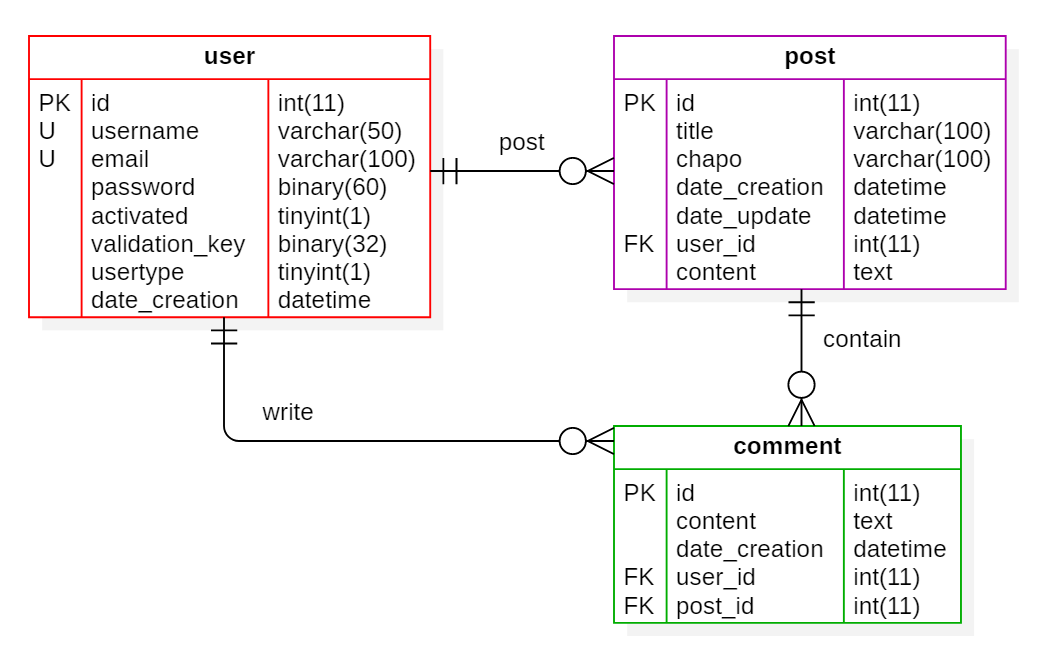 user
PK id int(11)
U username varchar(50)
U email varchar(100)
password binary(60)
activated tinyint(1)
validation_key binary(32)
usertype tinyint(1)
date_creation datetime
post
post
PK id int(11)
title varchar(100)
chapo varchar(100)
date_creation datetime
date_update datetime
FK user_id int(11)
content text
contain
write
comment
PK id int(11)
content text
date_creation datetime
FK user_id int(11)
FK post_id int(11)